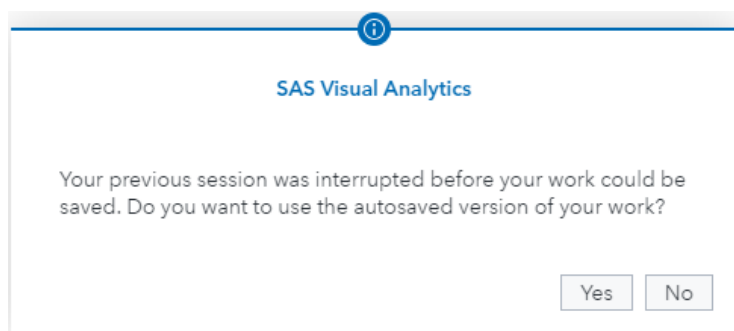 SAS Visual Analytics
Your previous session was interrupted before your work could be
saved. Do you want to use the autosaved version of your work?
Yes No